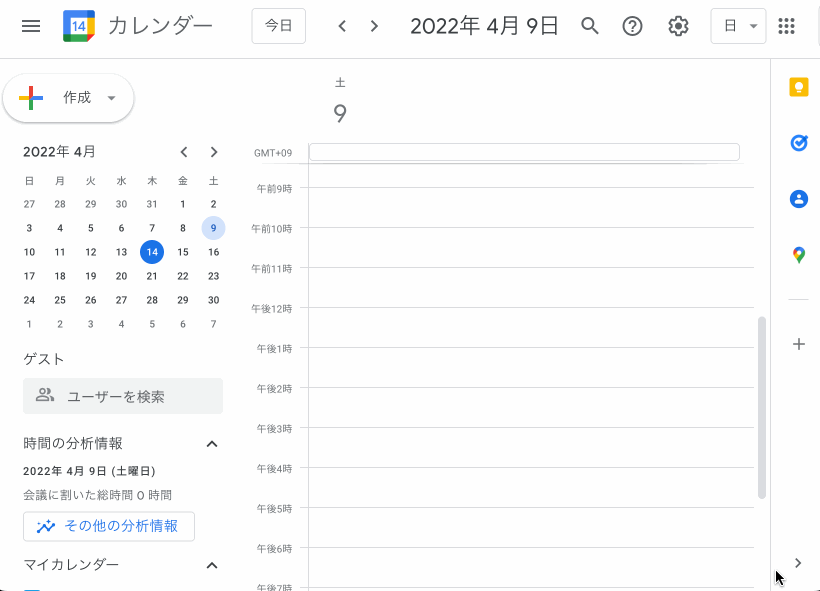 14 カレンダー 今日 2022年 4月 9日 日
作成
土
9
2022年 4月
日 月 火 水 木 金 土
27 28 29 30 31 1 2
3 4 5 6 7 8 9
10 11 12 13 14 15 16
17 18 19 20 21 22 23
24 25 26 27 28 29 30
1 2 3 4 5 6 7
ゲスト
ユーザーを検索
時間の分析情報
2022年 4月 9日 (土曜日)
会議に割いた総時間 0 時間
その他の分析情報
マイカレンダー
GMT+09
午前9時
午前10時
午前11時
午後12時
午後1時
午後2時
午後3時
午後4時
午後5時
午後6時
午後7時